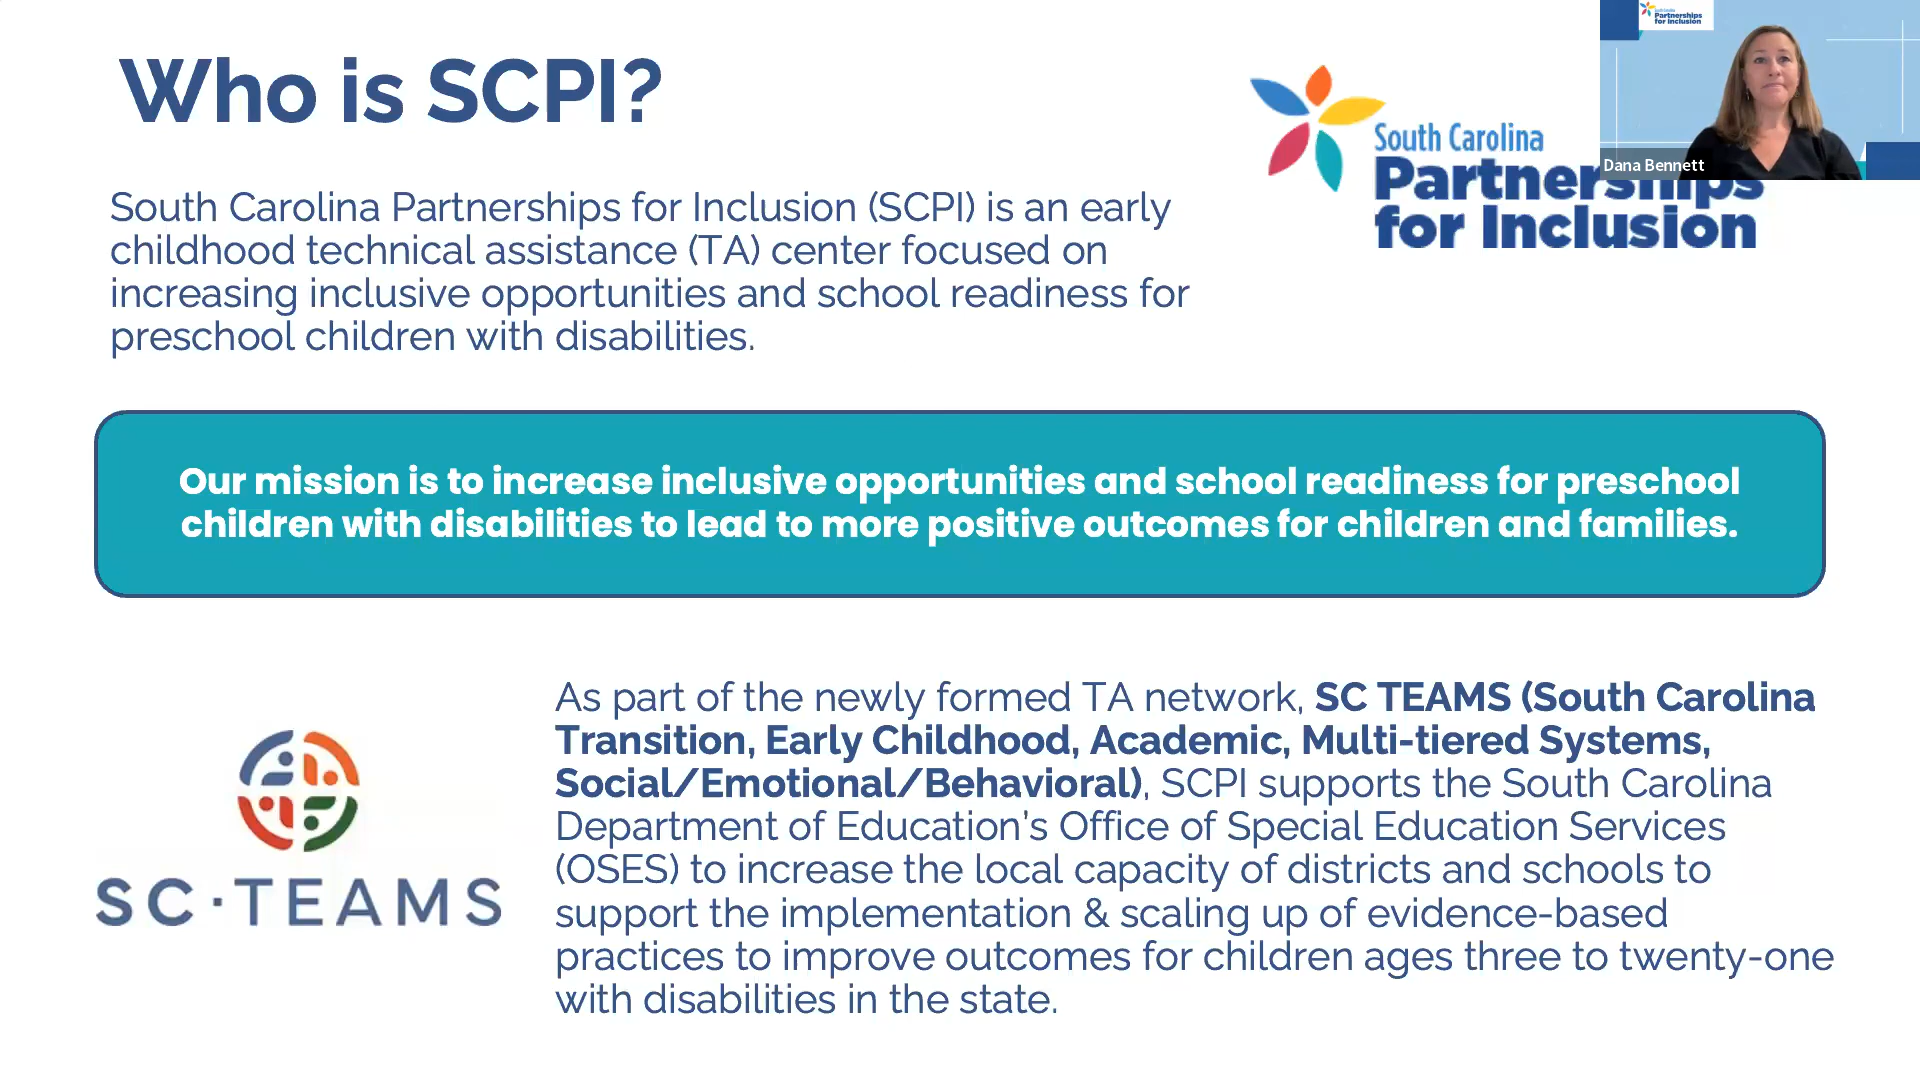 Who is SCPI?
South Carolina Partnerships for Inclusion (SCPI) is an early
childhood technical assistance (TA) center focused on
increasing inclusive opportunities and school readiness for
preschool children with disabilities.
South Carolina
Partnerships
for Inclusion
South Carolina
Partnerships
for Inclusion
Dana Bennett
Our mission is to increase inclusive opportunities and school readiness for preschool
children with disabilities to lead to more positive outcomes for children and families.
SC·TEAMS
As part of the newly formed TA network, SC TEAMS (South Carolina
Transition, Early Childhood, Academic, Multi-tiered Systems,
Social/Emotional/Behavioral), SCPI supports the South Carolina
Department of Education’s Office of Special Education Services
(OSES) to increase the local capacity of districts and schools to
support the implementation & scaling up of evidence-based
practices to improve outcomes for children ages three to twenty-one
with disabilities in the state.